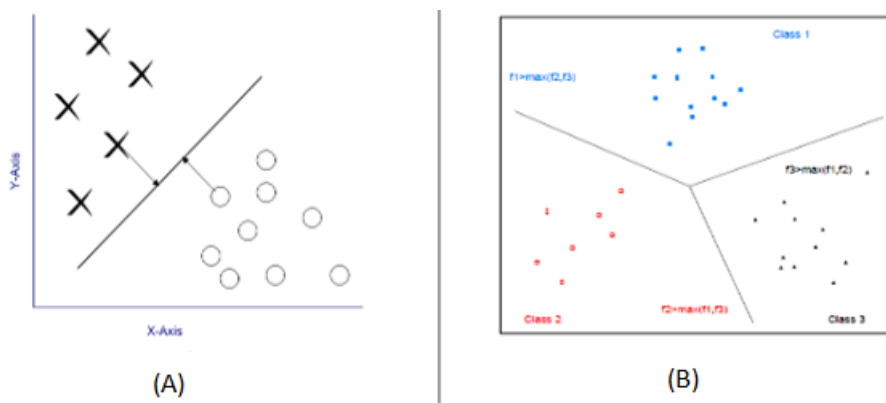 Y-Axis
X-Axis
(A)
Class 1
f1>max(f2,f3)
f3>max(f1,f2)
f2>max(f1,f3)
Class 2
Class 3
(B)